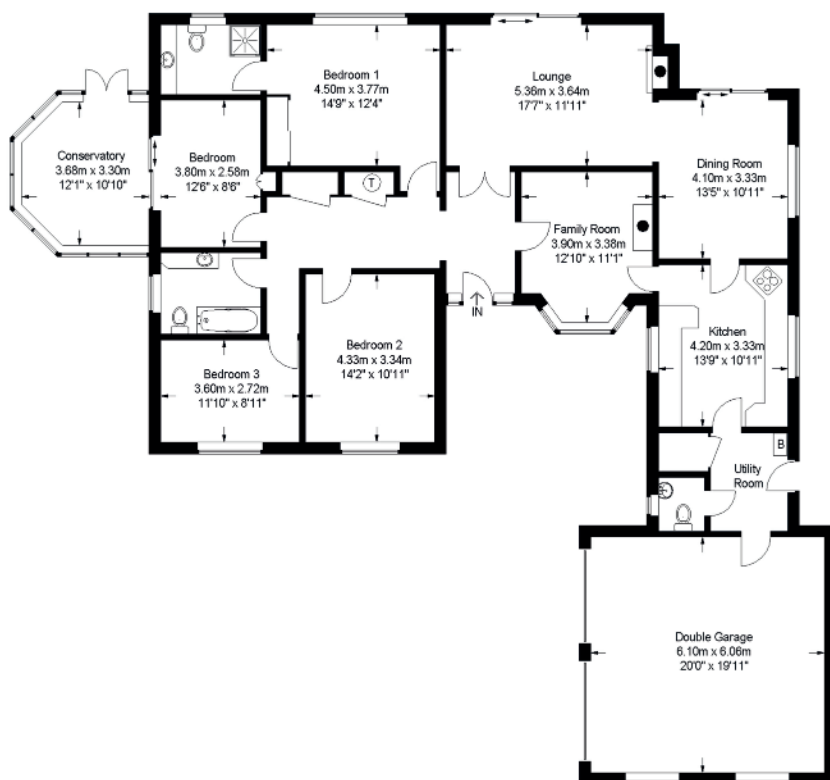 Bedroom 1
4.50m x 3.77m
14'9" x 12'4"
Lounge
5.36m x 3.64m
17'7" x 11'11"
Conservatory
3.68m x 3.30m
12'1" x 10'10"
Bedroom
3.80m x 2.58m
12'6" x 8'6"
T
Dining Room
4.10m x 3.33m
13'5" x 10'11"
Family Room
3.90m x 3.38m
12'10" x 11'1"
IN
Kitchen
4.20m x 3.33m
13'9" x 10'11"
Bedroom 2
4.33m x 3.34m
14'2" x 10'11"
Bedroom 3
3.60m x 2.72m
11'10" x 8'11"
B
Utility
Room
Double Garage
6.10m x 6.06m
20'0" x 19'11"